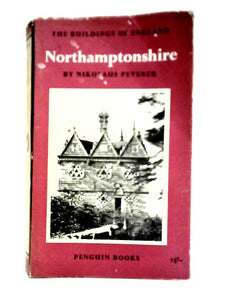 THE BUILDINGS OF ENGLAND
Northamptonshire
BY NIKOLAUS PEVSNER
PENGUIN BOOKS